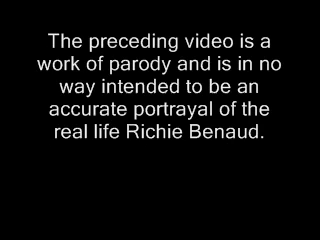 The preceding video is a
work of parody and is in no
way intended to be an
accurate portrayal of the
real life Richie Benaud.